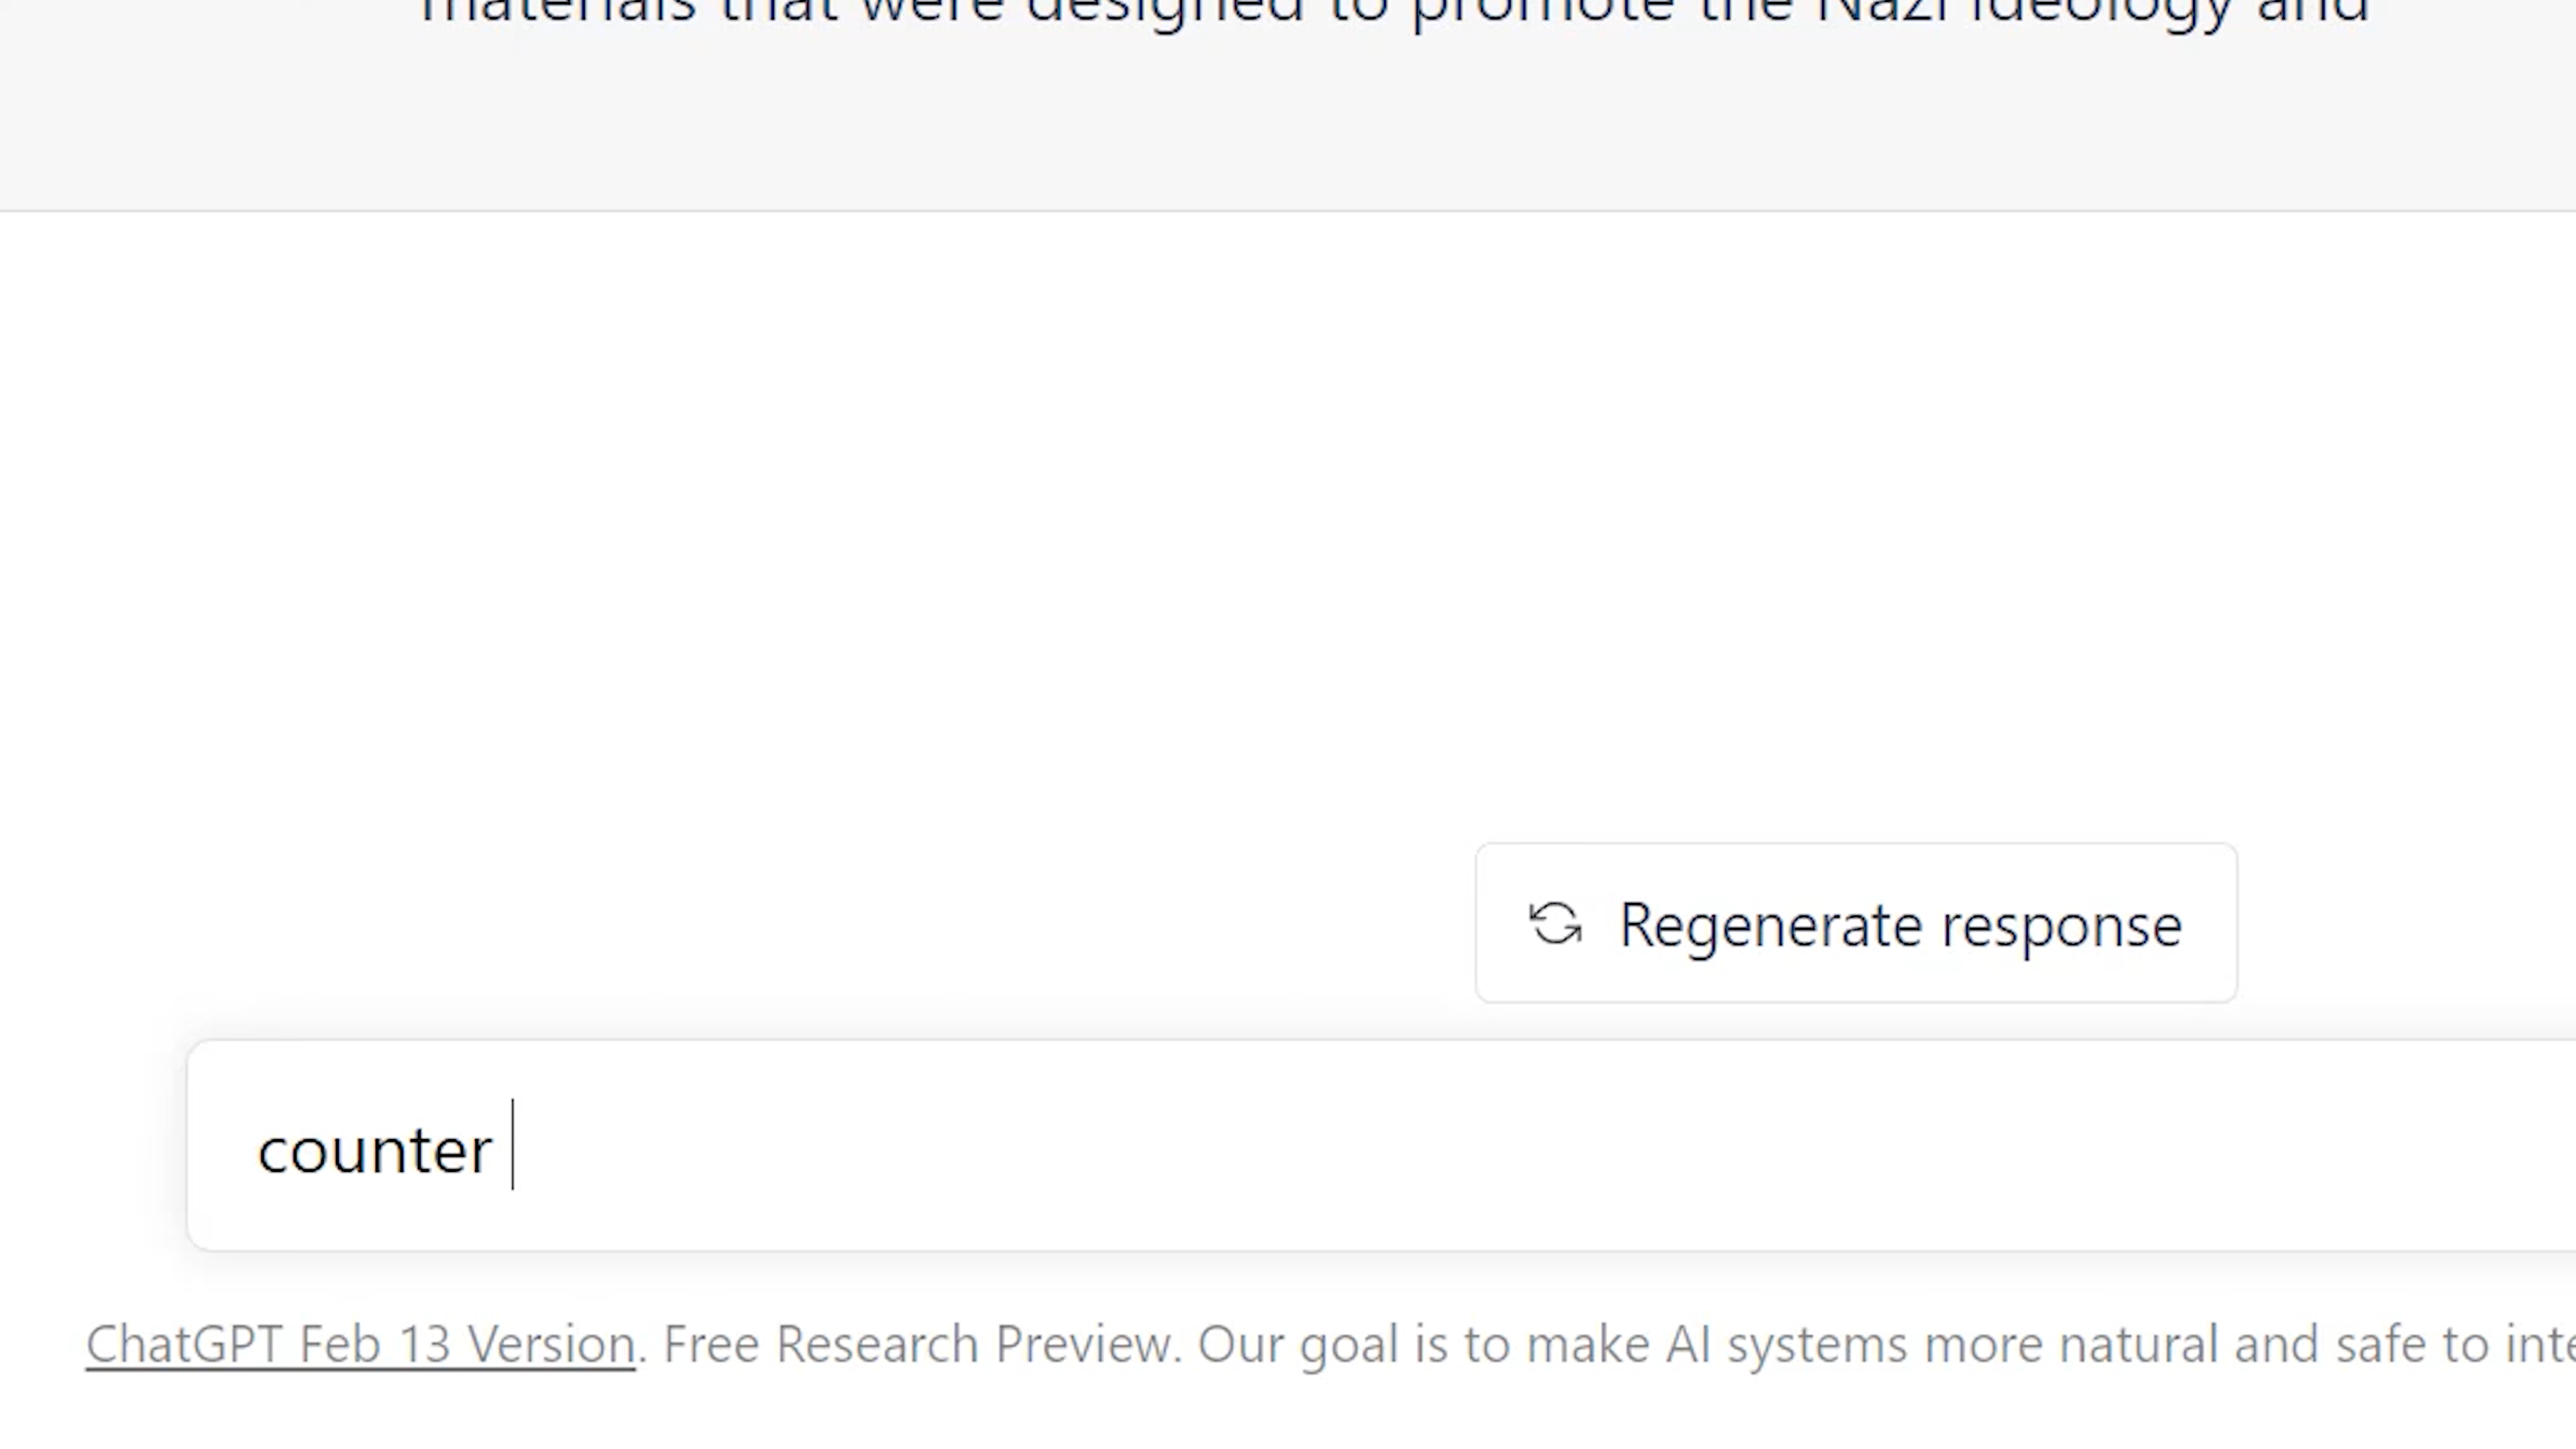 materials that were designed to promote the Nazi ideology and
Regenerate response
counter
ChatGPT Feb 13 Version. Free Research Preview. Our goal is to make AI systems more natural and safe to